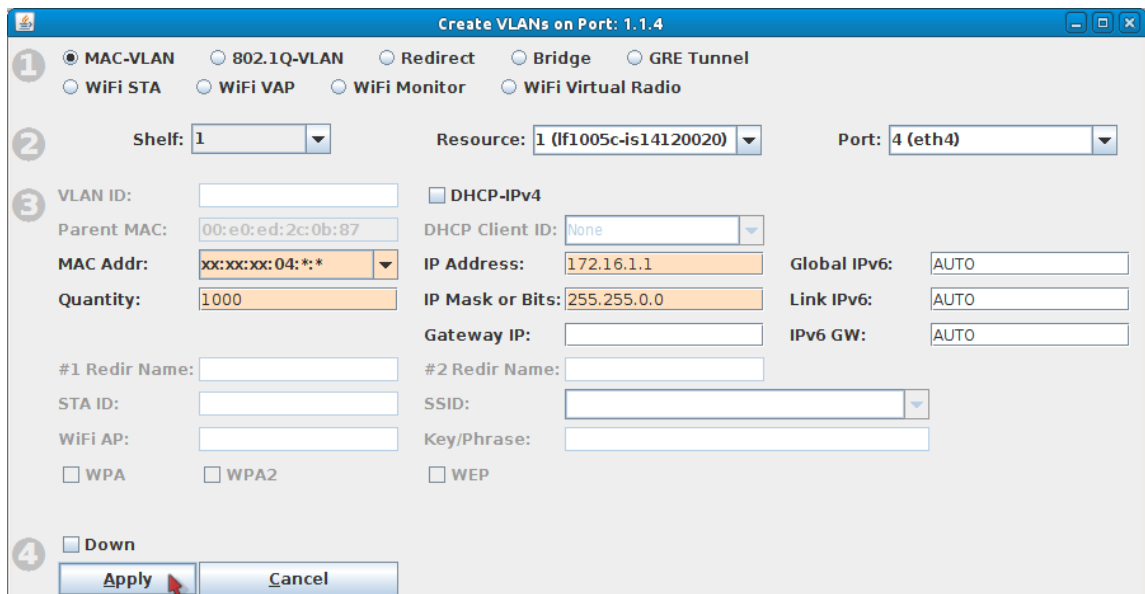 Create VLANs on Port: 1.1.4
1
MAC-VLAN 802.1Q-VLAN Redirect Bridge GRE Tunnel
WiFi STA WiFi VAP WiFi Monitor WiFi Virtual Radio
2
Shelf: 1 Resource: 1 (lf1005c-is14120020) Port: 4 (eth4)
3
VLAN ID: DHCP-IPv4
Parent MAC: 00:e0:ed:2c:0b:87 DHCP Client ID: None
MAC Addr: xx:xx:xx:04:*:* IP Address: 172.16.1.1 Global IPv6: AUTO
Quantity: 1000 IP Mask or Bits: 255.255.0.0 Link IPv6: AUTO
Gateway IP: IPv6 GW: AUTO
#1 Redir Name: #2 Redir Name:
STA ID: SSID:
WiFi AP: Key/Phrase:
WPA WPA2 WEP
4
Down
Apply Cancel